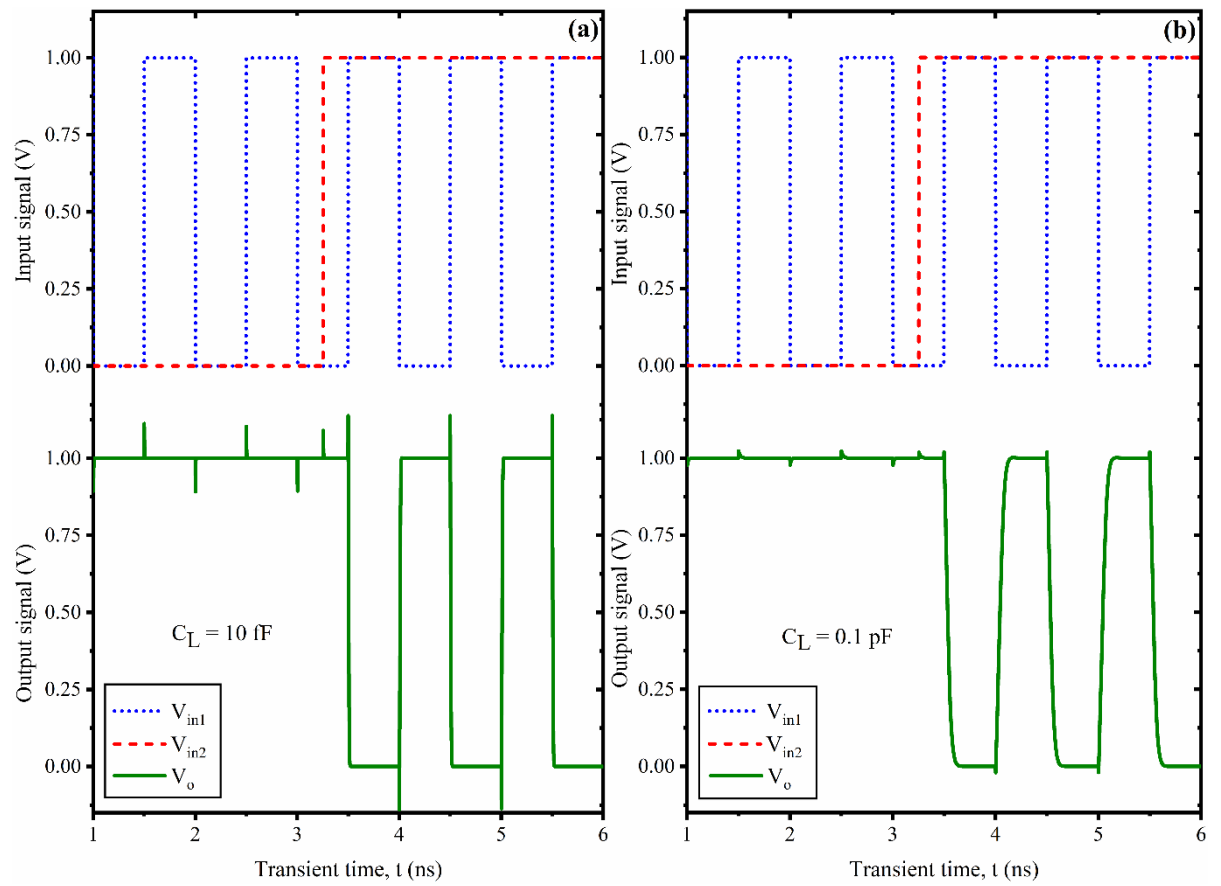 (a)
1.00
0.75
0.50
0.25
0.00
Input signal (V)
1.00
0.75
0.50
0.25
0.00
Output signal (V)
C_L = 10 fF
V_in1
V_in2
V_o
1 2 3 4 5 6
Transient time, t (ns)
(b)
1.00
0.75
0.50
0.25
0.00
Input signal (V)
1.00
0.75
0.50
0.25
0.00
Output signal (V)
C_L = 0.1 pF
V_in1
V_in2
V_o
1 2 3 4 5 6
Transient time, t (ns)